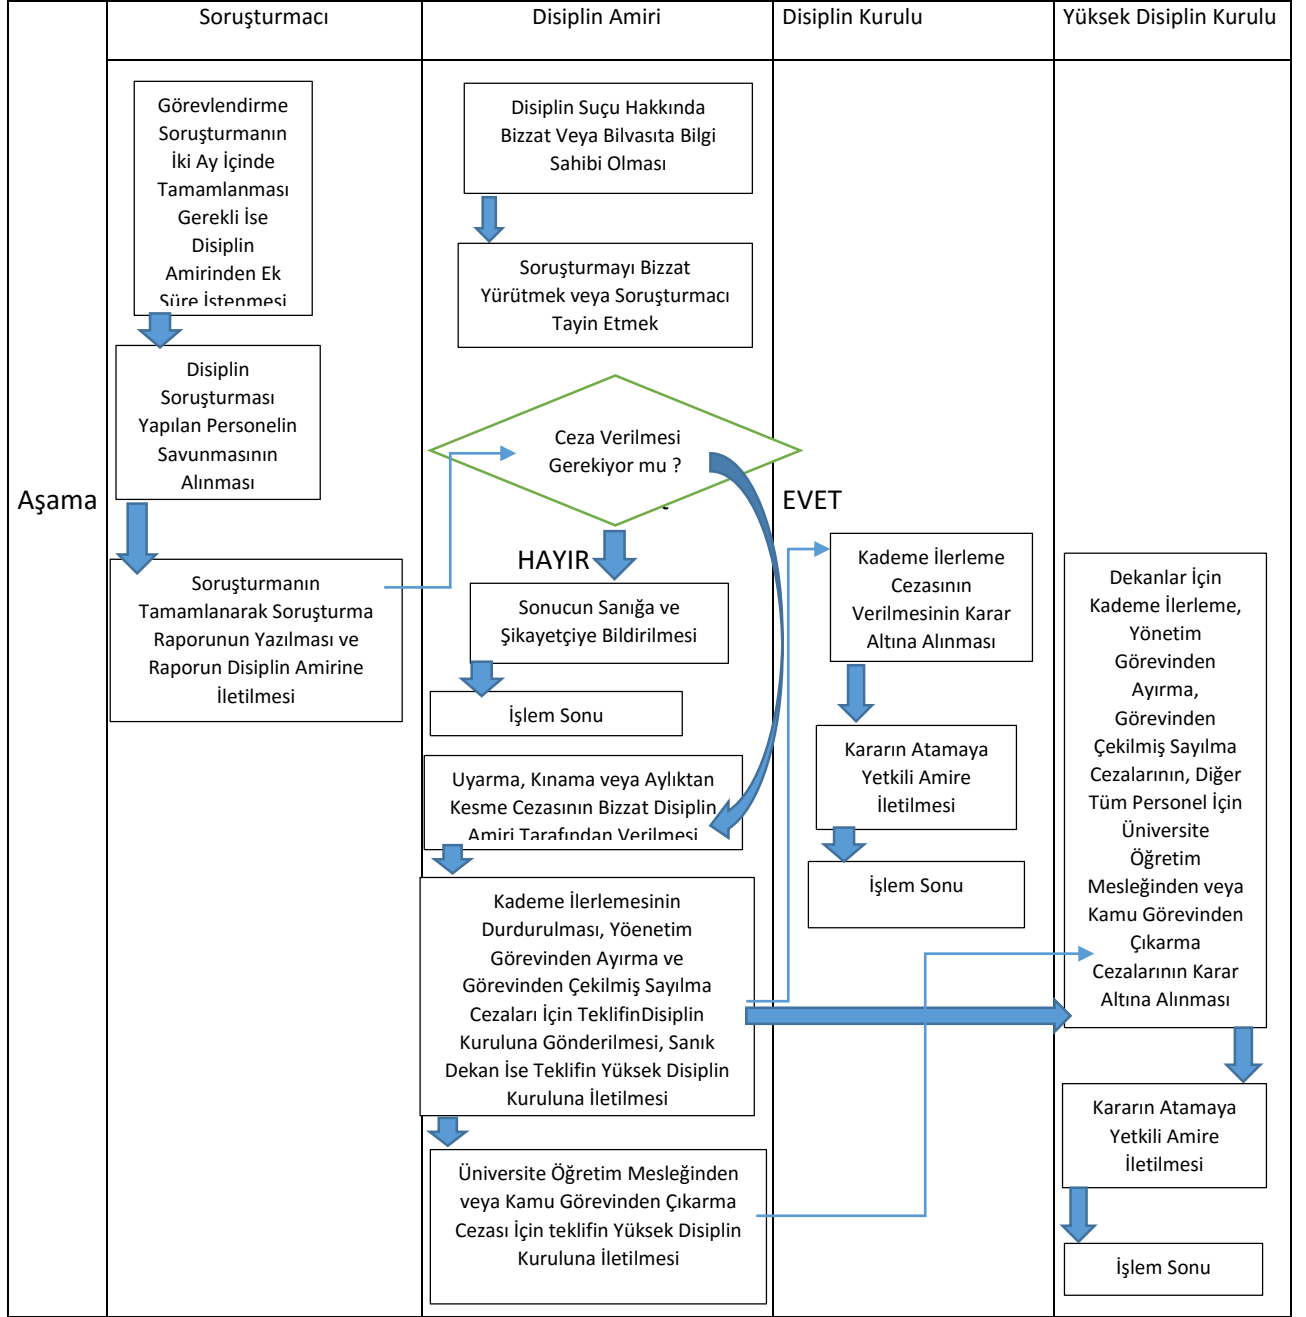 Soruşturmacı
Disiplin Amiri
Disiplin Kurulu
Yüksek Disiplin Kurulu
Aşama
Görevlendirme
Soruşturmanın
İki Ay İçinde
Tamamlanması
Gerekli İse
Disiplin
Amirinden Ek
Süre İstenmesi
Disiplin
Soruşturması
Yapılan Personelin
Savunmasının
Alınması
Soruşturmanın
Tamamlanarak Soruşturma
Raporunun Yazılması ve
Raporun Disiplin Amirine
İletilmesi
Disiplin Suçu Hakkında
Bizzat Veya Bilvasıta Bilgi
Sahibi Olması
Soruşturmayı Bizzat
Yürütmek veya Soruşturmacı
Tayin Etmek
Ceza Verilmesi
Gerekiyor mu ?
HAYIR
Sonucun Sanığa ve
Şikayetçiye Bildirilmesi
İşlem Sonu
Uyarma, Kınama veya Aylıktan
Kesme Cezasının Bizzat Disiplin
Amiri Tarafından Verilmesi
Kademe İlerlemesinin
Durdurulması, Yöenetim
Görevinden Ayırma ve
Görevinden Çekilmiş Sayılma
Cezaları İçin TeklifinDisiplin
Kuruluna Gönderilmesi, Sanık
Dekan İse Teklifin Yüksek Disiplin
Kuruluna İletilmesi
Üniversite Öğretim Mesleğinden
veya Kamu Görevinden Çıkarma
Cezası İçin teklifin Yüksek Disiplin
Kuruluna İletilmesi
EVET
Kademe İlerleme
Cezasının
Verilmesinin Karar
Altına Alınması
Kararın Atamaya
Yetkili Amire
İletilmesi
İşlem Sonu
Dekanlar İçin
Kademe İlerleme,
Yönetim
Görevinden
Ayırma,
Görevinden
Çekilmiş Sayılma
Cezalarının, Diğer
Tüm Personel İçin
Üniversite
Öğretim
Mesleğinden veya
Kamu Görevinden
Çıkarma
Cezalarının Karar
Altına Alınması
Kararın Atamaya
Yetkili Amire
İletilmesi
İşlem Sonu